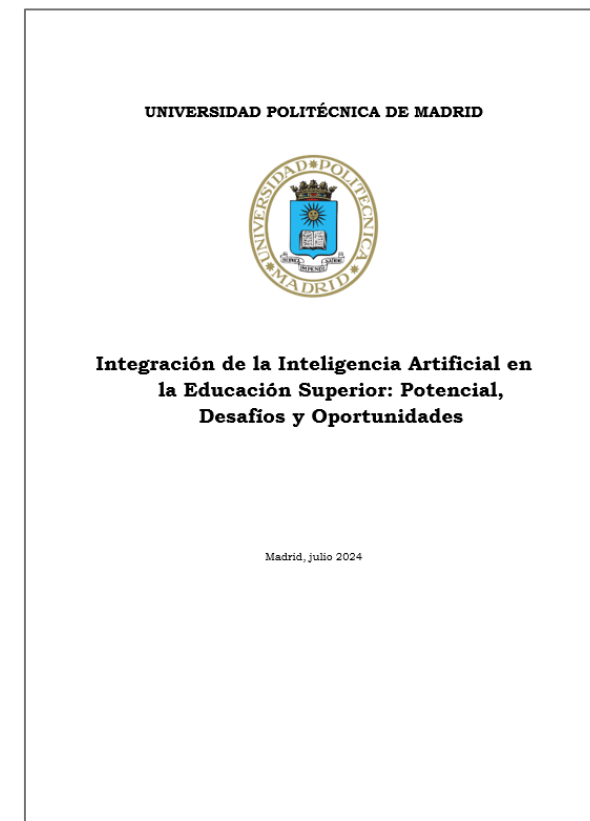 UNIVERSIDAD POLITÉCNICA DE MADRID
UNIVERSIDAD*POLITECNICA
*MADRID*
Integración de la Inteligencia Artificial en
la Educación Superior: Potencial,
Desafíos y Oportunidades
Madrid, julio 2024